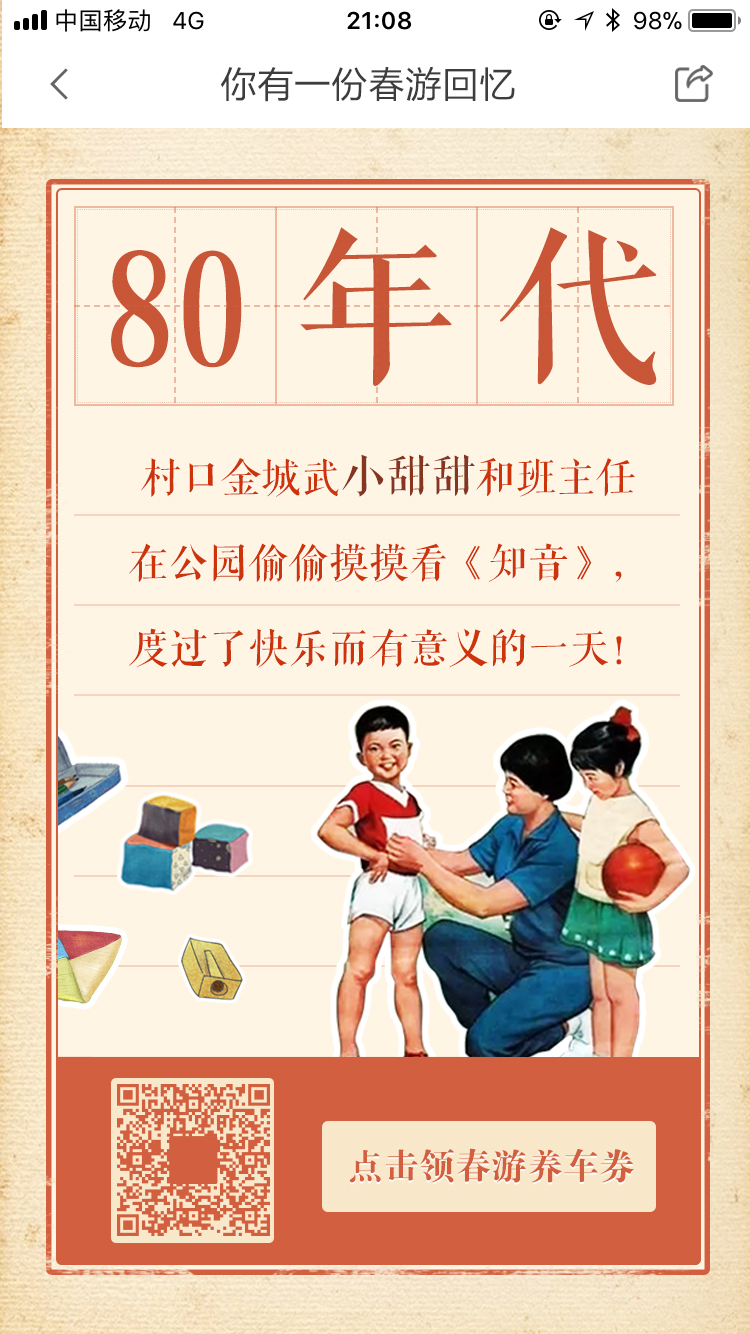 中国移动 4G 21:08 98%
你有一份春游回忆
80年代
村口金城武小甜甜和班主任
在公园偷偷摸摸看《知音》，
度过了快乐而有意义的一天！
点击领春游养车券